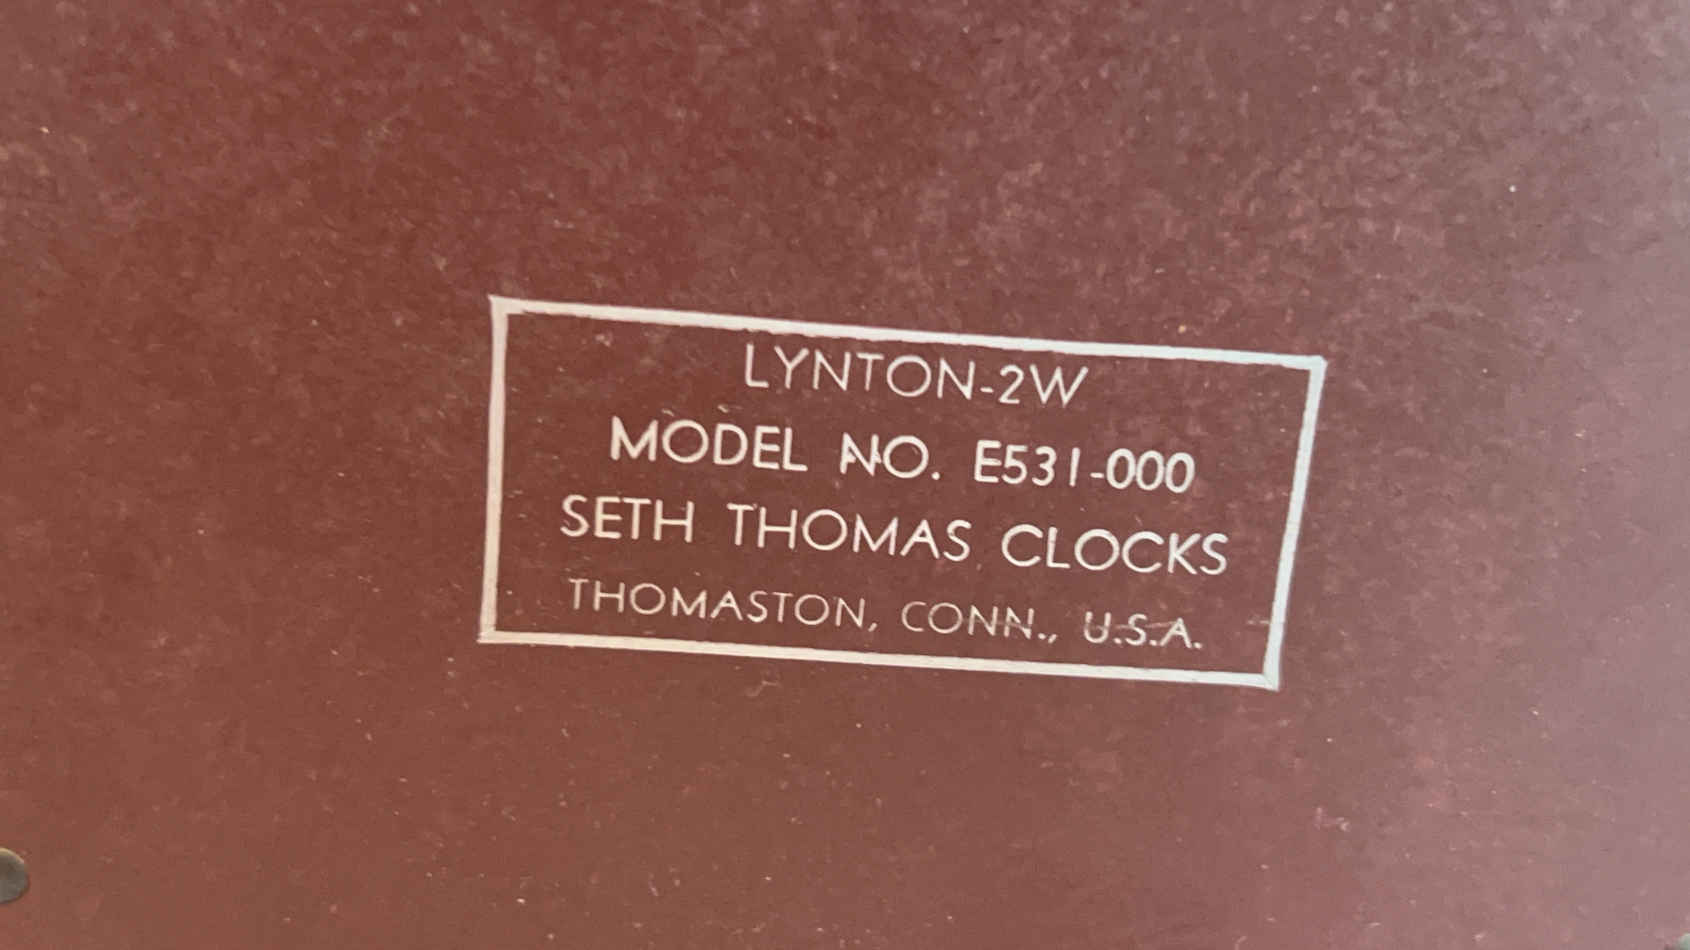 LYNTON-2W
MODEL NO. E531-000
SETH THOMAS CLOCKS
THOMASTON, CONN., U.S.A.